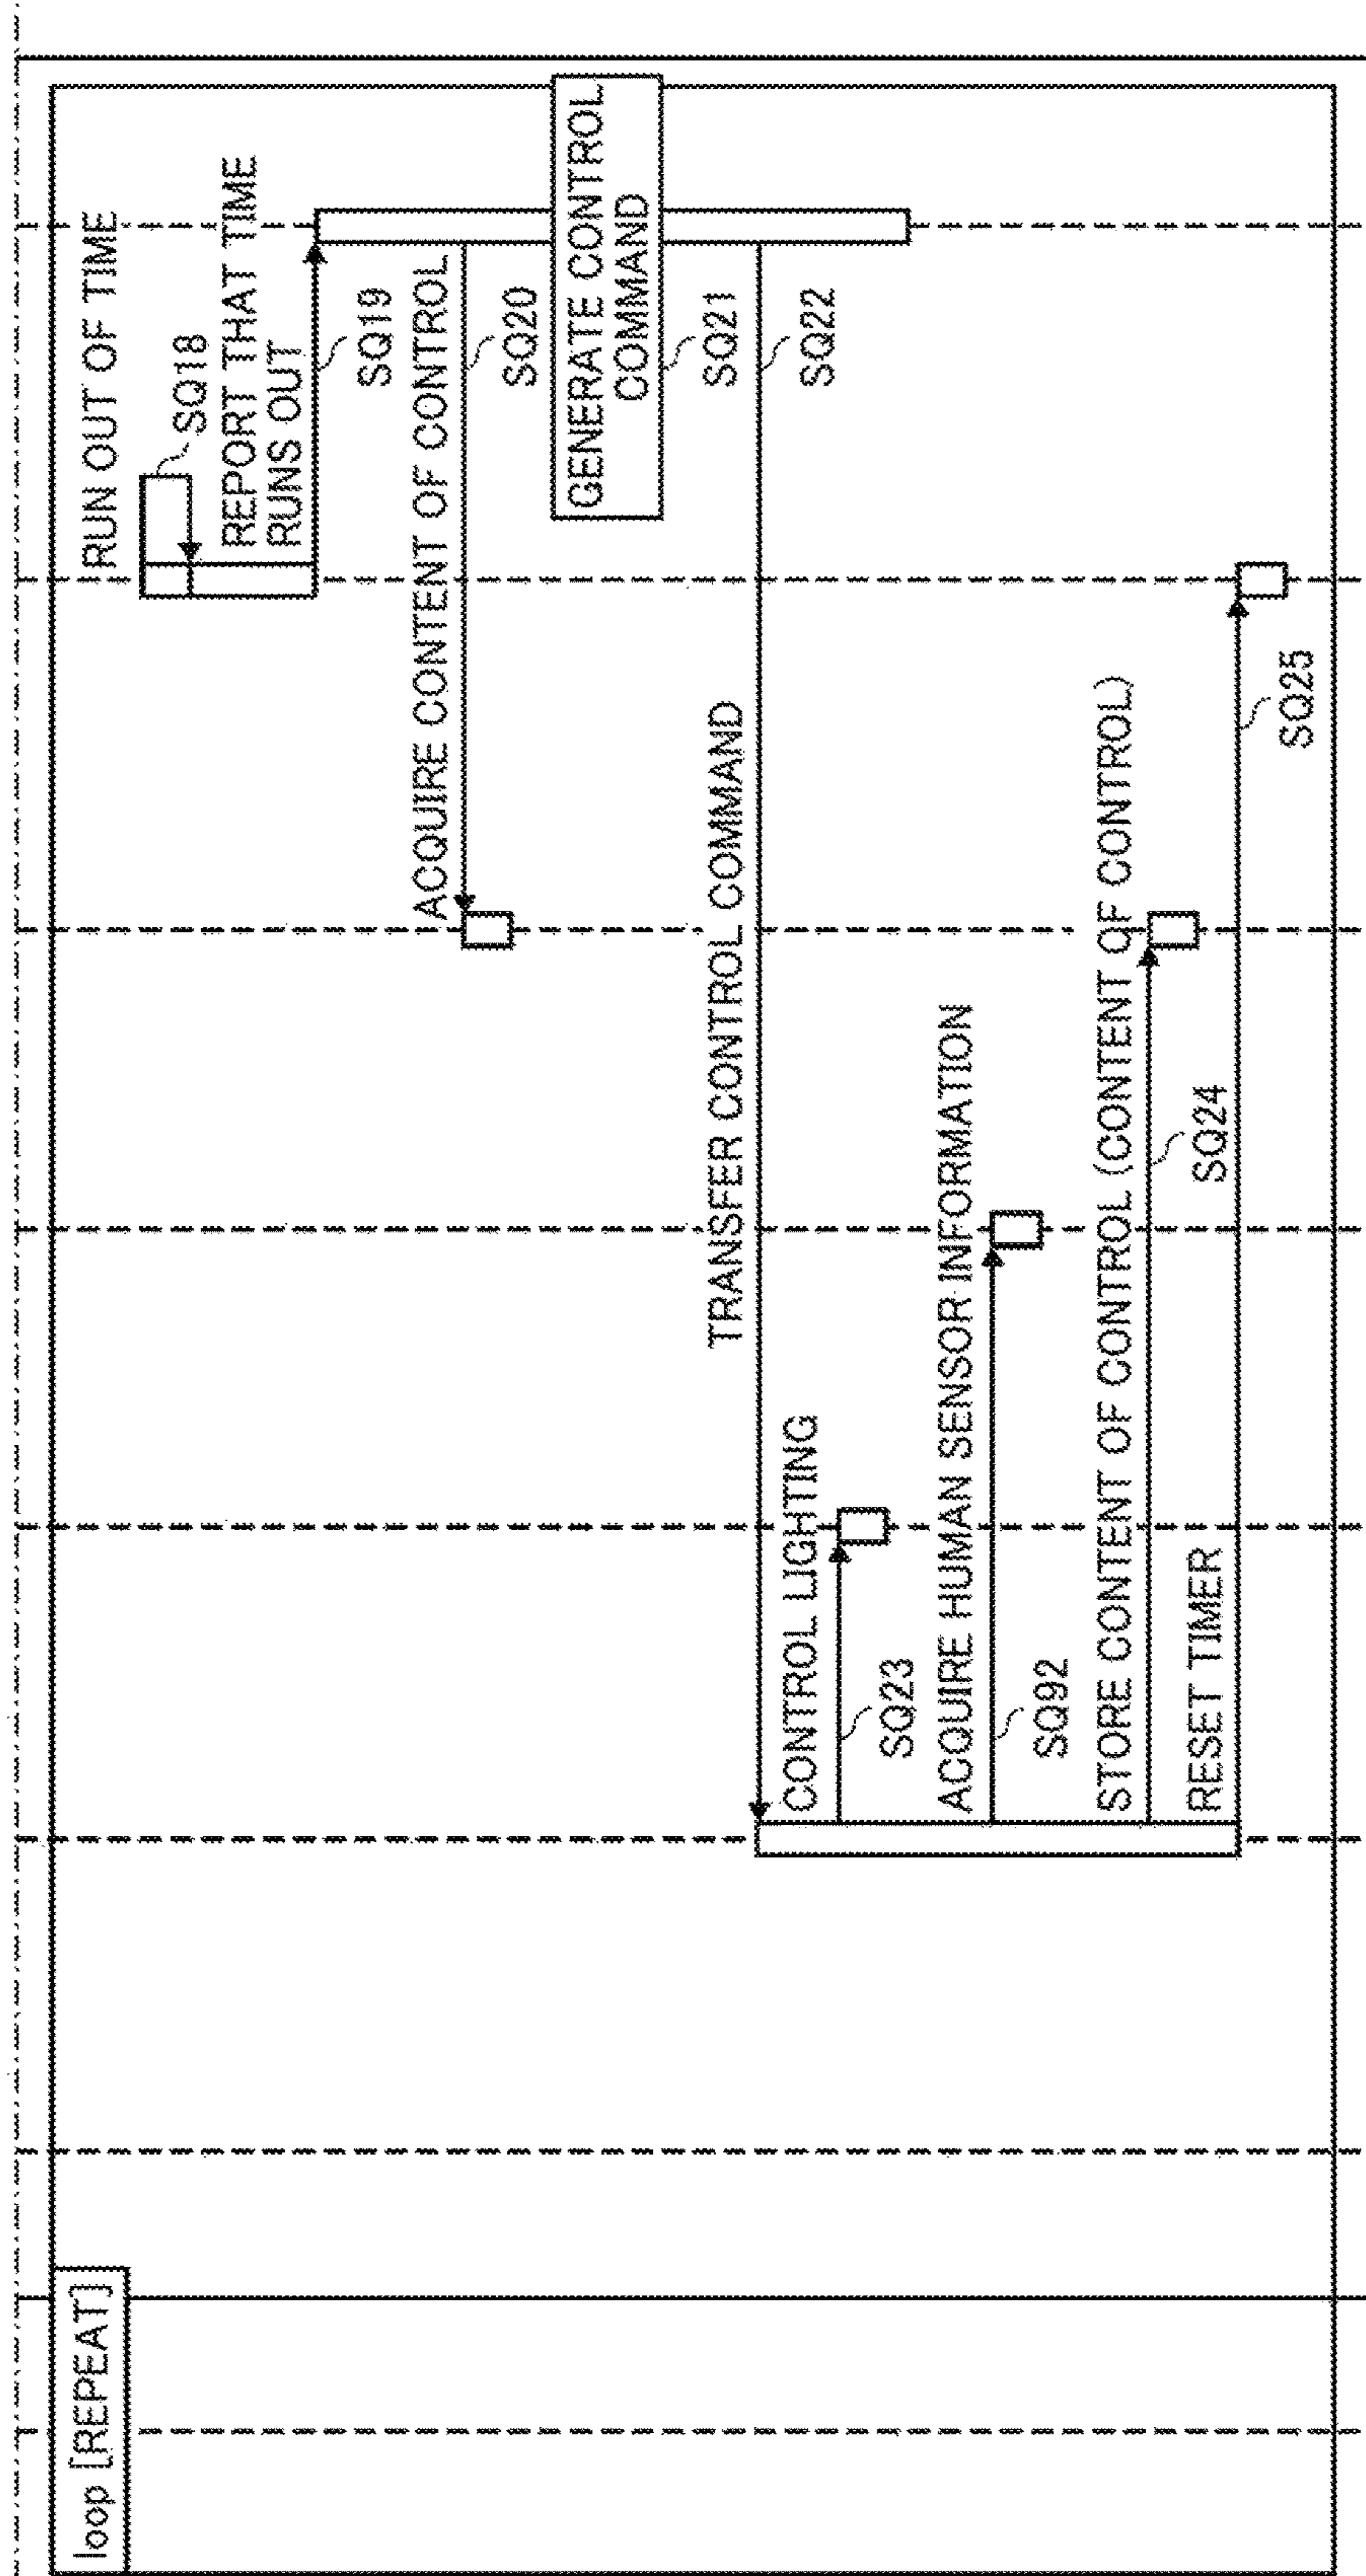 loop [REPEAT]
RUN OUT OF TIME
SQ18
REPORT THAT TIME
RUNS OUT
SQ19
ACQUIRE CONTENT OF CONTROL
SQ20
GENERATE CONTROL
COMMAND
SQ21
TRANSFER CONTROL COMMAND
SQ22
CONTROL LIGHTING
SQ23
ACQUIRE HUMAN SENSOR INFORMATION
SQ92
STORE CONTENT OF CONTROL (CONTENT OF CONTROL)
SQ24
RESET TIMER
SQ25